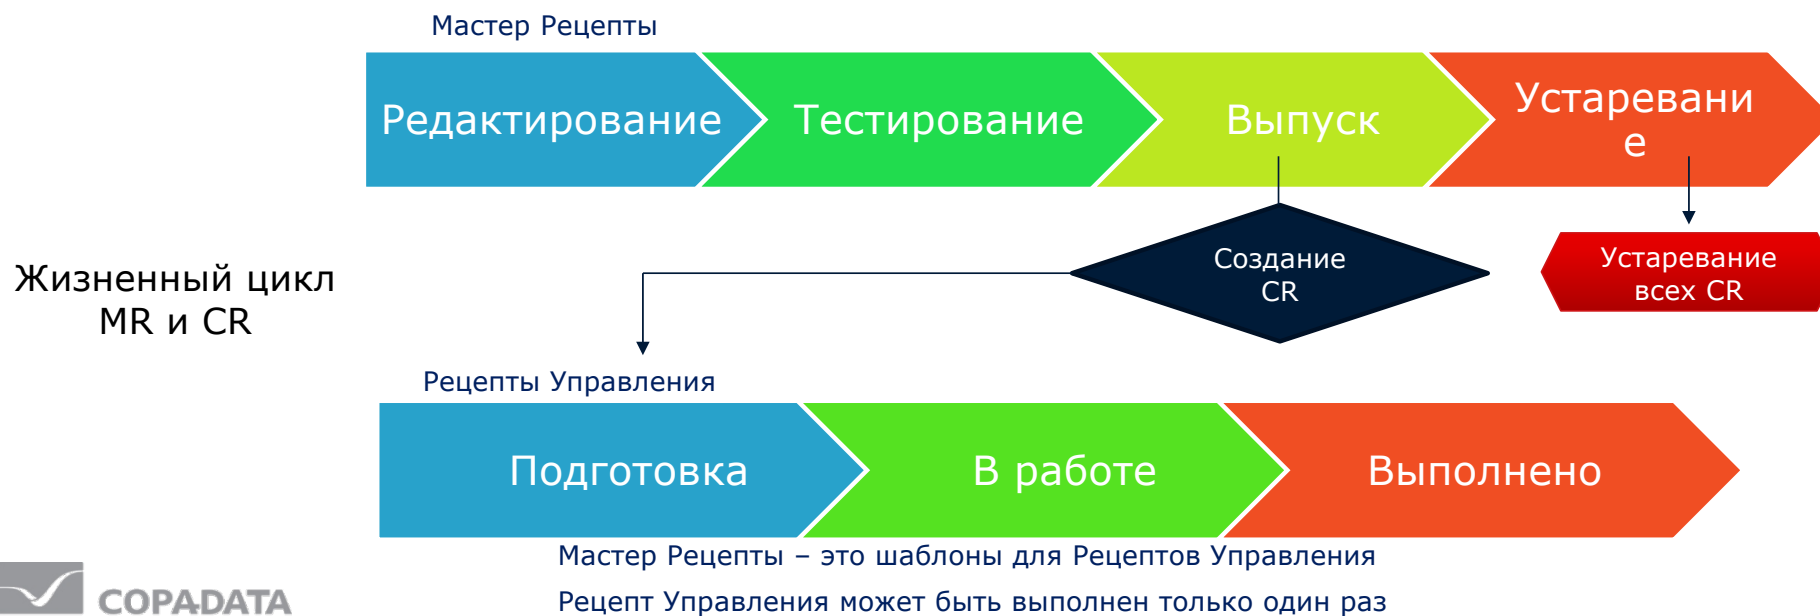 Мастер Рецепты
Редактирование
Тестирование
Выпуск
Устаревани
е
Создание
CR
Устаревание
всех CR
Жизненный цикл
MR и CR
Рецепты Управления
Подготовка
В работе
Выполнено
Мастер Рецепты – это шаблоны для Рецептов Управления
Рецепт Управления может быть выполнен только один раз
COPADATA